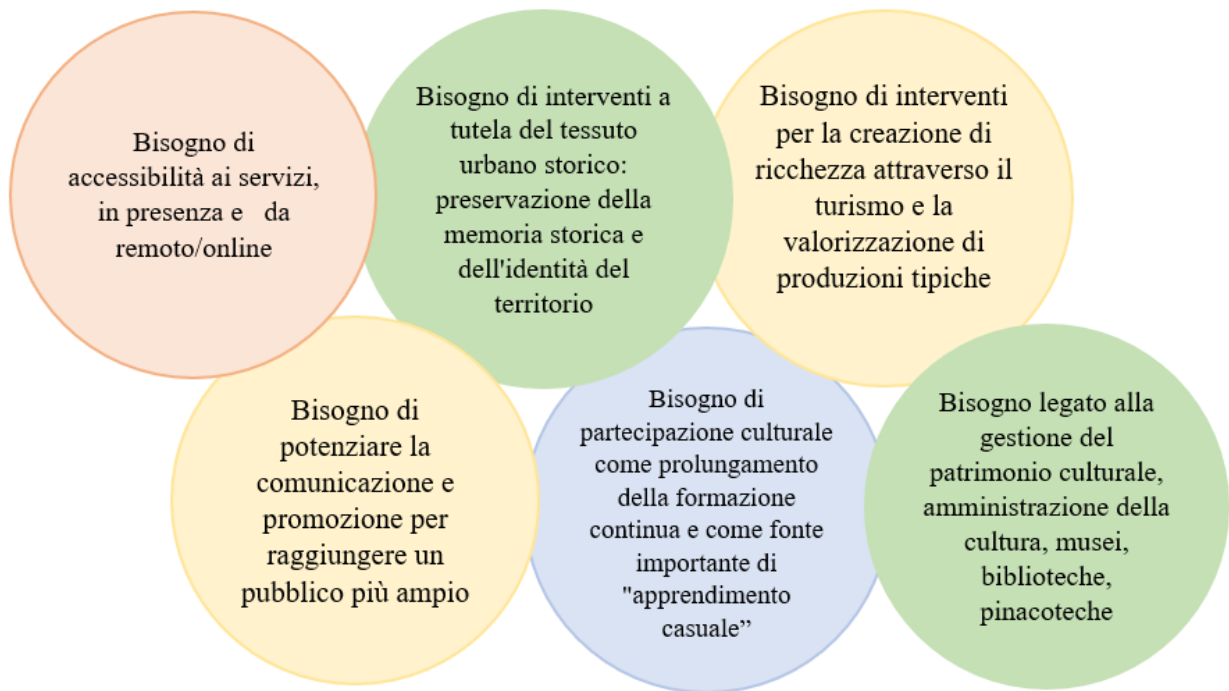 Bisogno di
accessibilità ai servizi,
in presenza e da
remoto/online
Bisogno di interventi a
tutela del tessuto
urbano storico:
preservazione della
memoria storica e
dell'identità del
territorio
Bisogno di interventi
per la creazione di
ricchezza attraverso il
turismo e la
valorizzazione di
produzioni tipiche
Bisogno di
potenziare la
comunicazione e
promozione per
raggiungere un
pubblico più ampio
Bisogno di
partecipazione culturale
come prolungamento
della formazione
continua e come fonte
importante di
"apprendimento
casuale”
Bisogno legato alla
gestione del
patrimonio culturale,
amministrazione della
cultura, musei,
biblioteche,
pinacoteche